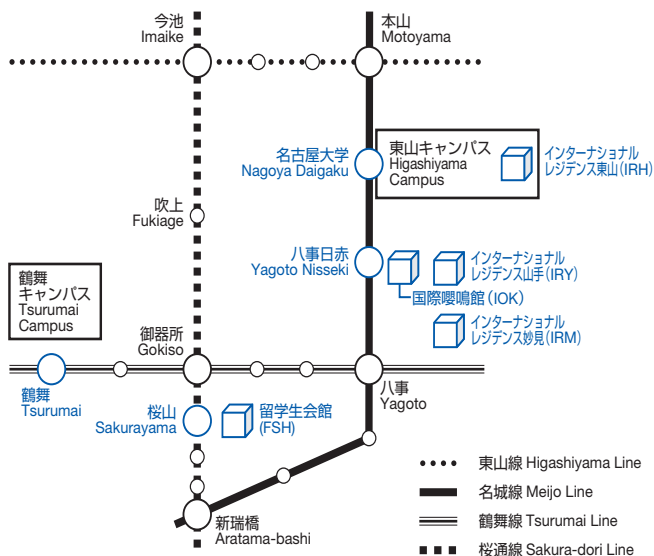 今池
Imaike
本山
Motoyama
名古屋大学
Nagoya Daigaku
東山キャンパス
Higashiyama
Campus
インターナショナル
レジデンス東山(IRH)
吹上
Fukiage
八事日赤
Yagoto Nisseki
インターナショナル
レジデンス山手(IRY)
国際嚶鳴館(IOK)
鶴舞
キャンパス
Tsurumai
Campus
インターナショナル
レジデンス妙見(IRM)
御器所
Gokiso
鶴舞
Tsurumai
八事
Yagoto
桜山
Sakurayama
留学生会館
(FSH)
新瑞橋
Aratama-bashi
東山線 Higashiyama Line
名城線 Meijo Line
鶴舞線 Tsurumai Line
桜通線 Sakura-dori Line